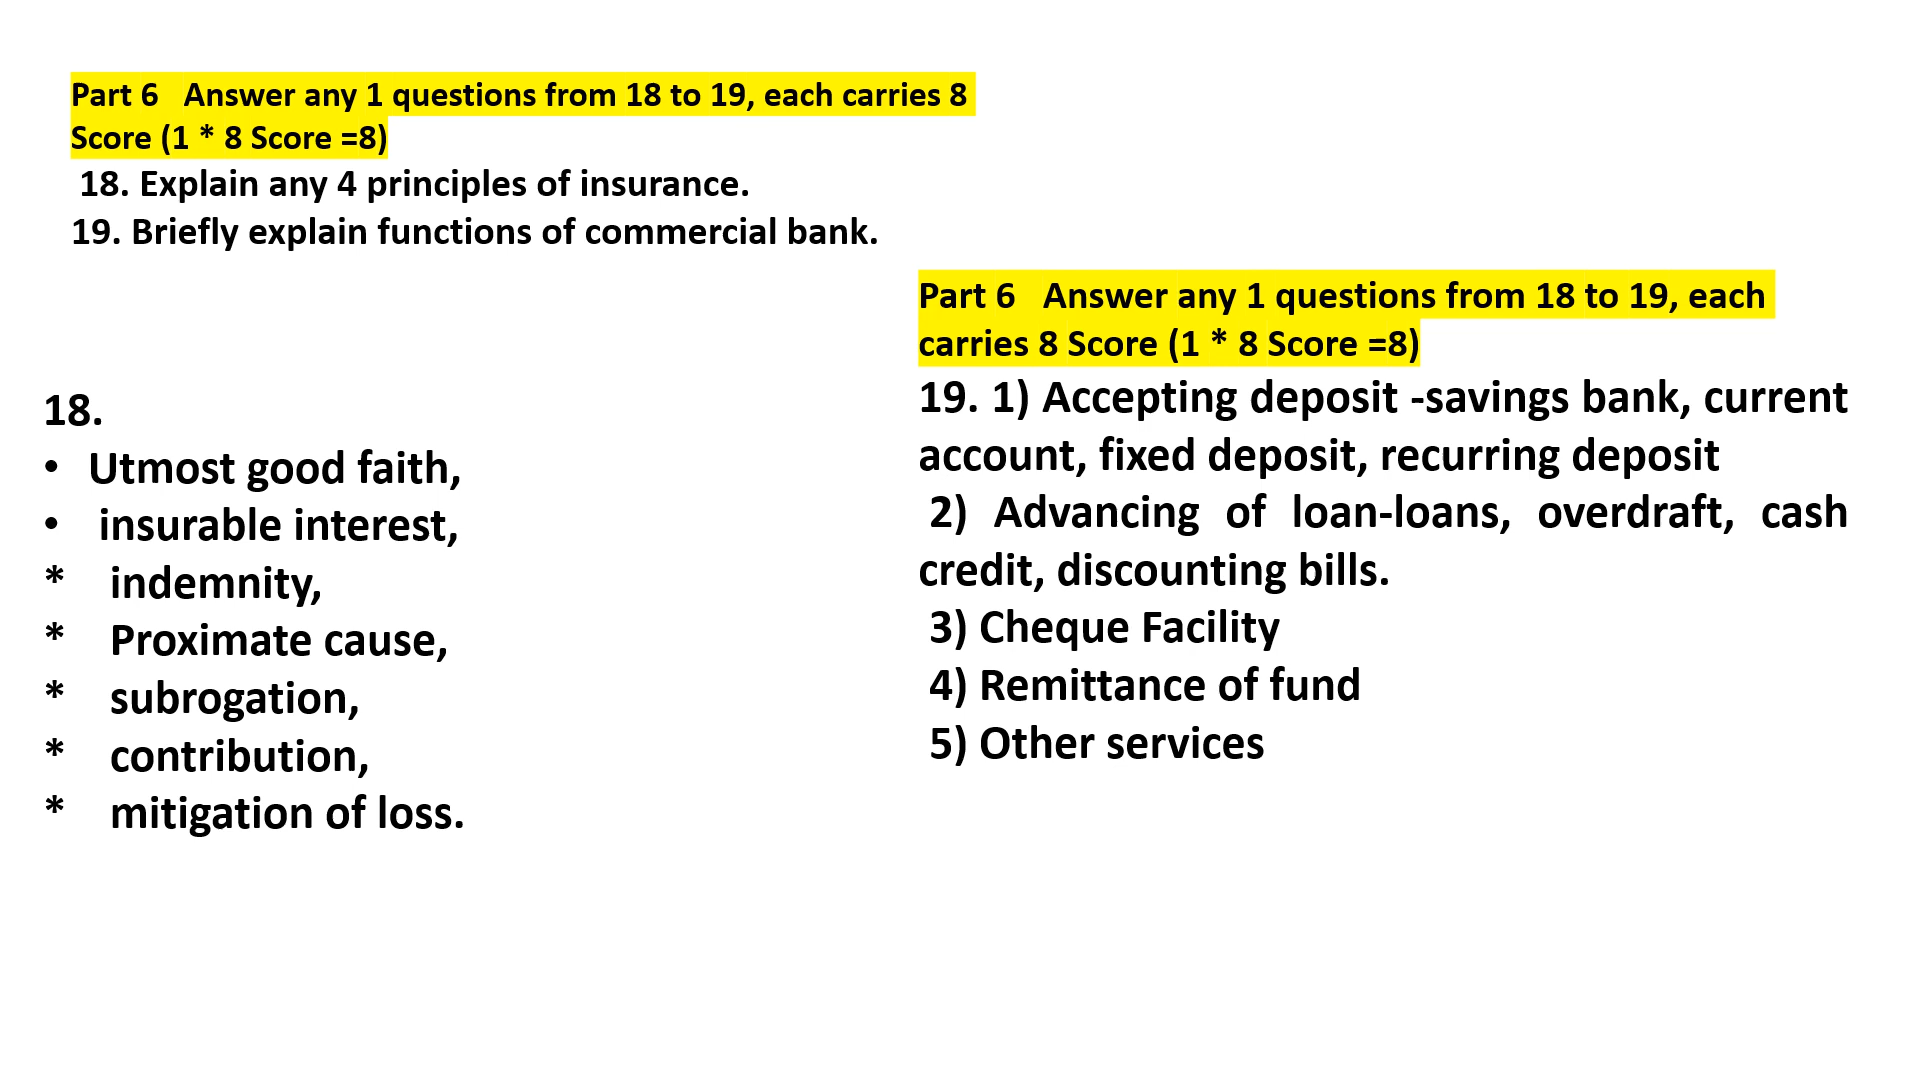 Part 6   Answer any 1 questions from 18 to 19, each carries 8
Score (1 * 8 Score =8)
18. Explain any 4 principles of insurance.
19. Briefly explain functions of commercial bank.
18.
• Utmost good faith,
• insurable interest,
* indemnity,
* Proximate cause,
* subrogation,
* contribution,
* mitigation of loss.
Part 6   Answer any 1 questions from 18 to 19, each
carries 8 Score (1 * 8 Score =8)
19. 1) Accepting deposit -savings bank, current
account, fixed deposit, recurring deposit
2) Advancing of loan-loans, overdraft, cash
credit, discounting bills.
3) Cheque Facility
4) Remittance of fund
5) Other services